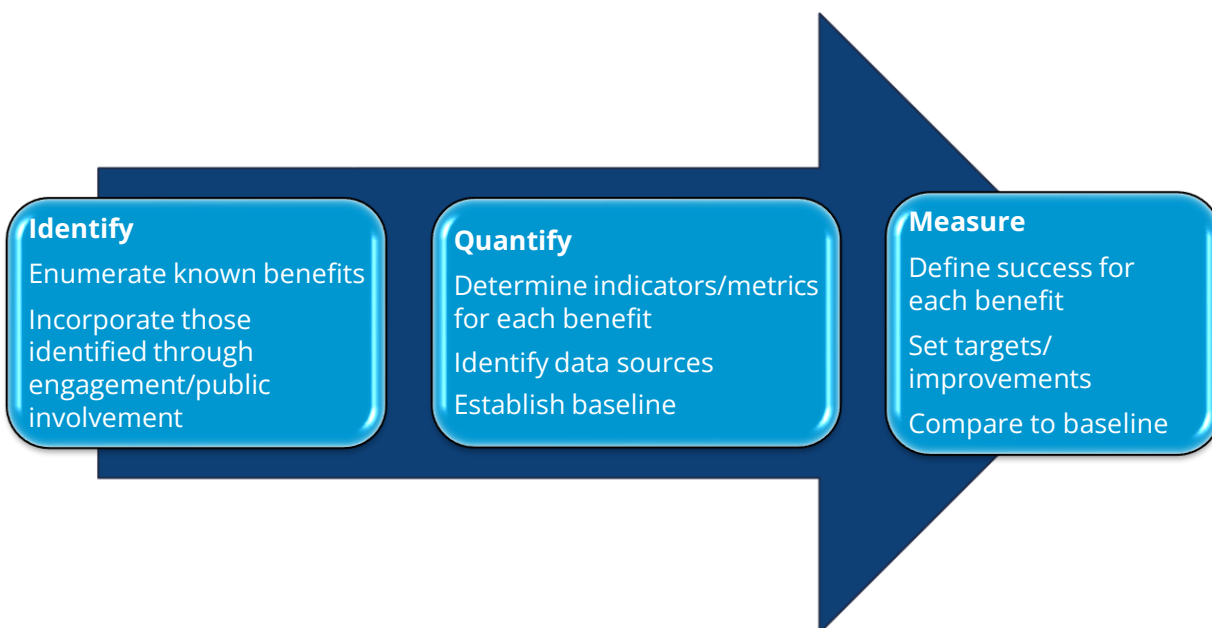 Identify
Enumerate known benefits
Incorporate those
identified through
engagement/public
involvement
Quantify
Determine indicators/metrics
for each benefit
Identify data sources
Establish baseline
Measure
Define success for
each benefit
Set targets/
improvements
Compare to baseline